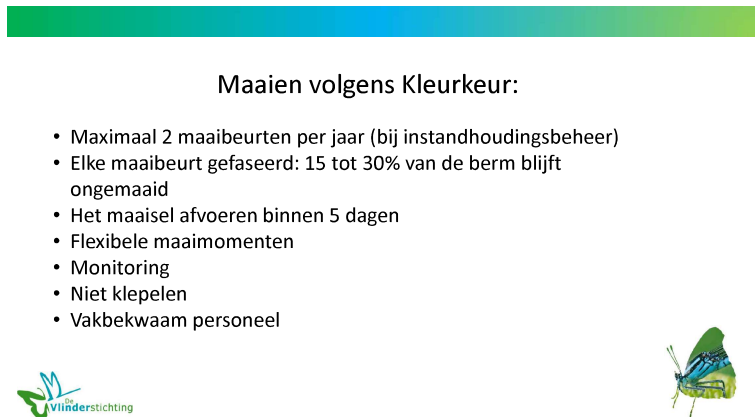 Maaien volgens Kleurkeur:
• Maximaal 2 maaibeurten per jaar (bij instandhoudingsbeheer)
• Elke maaibeurt gefaseerd: 15 tot 30% van de berm blijft
ongemaaid
• Het maaisel afvoeren binnen 5 dagen
• Flexibele maaimomenten
• Monitoring
• Niet klepelen
• Vakbekwaam personeel
De
Vlinderstichting